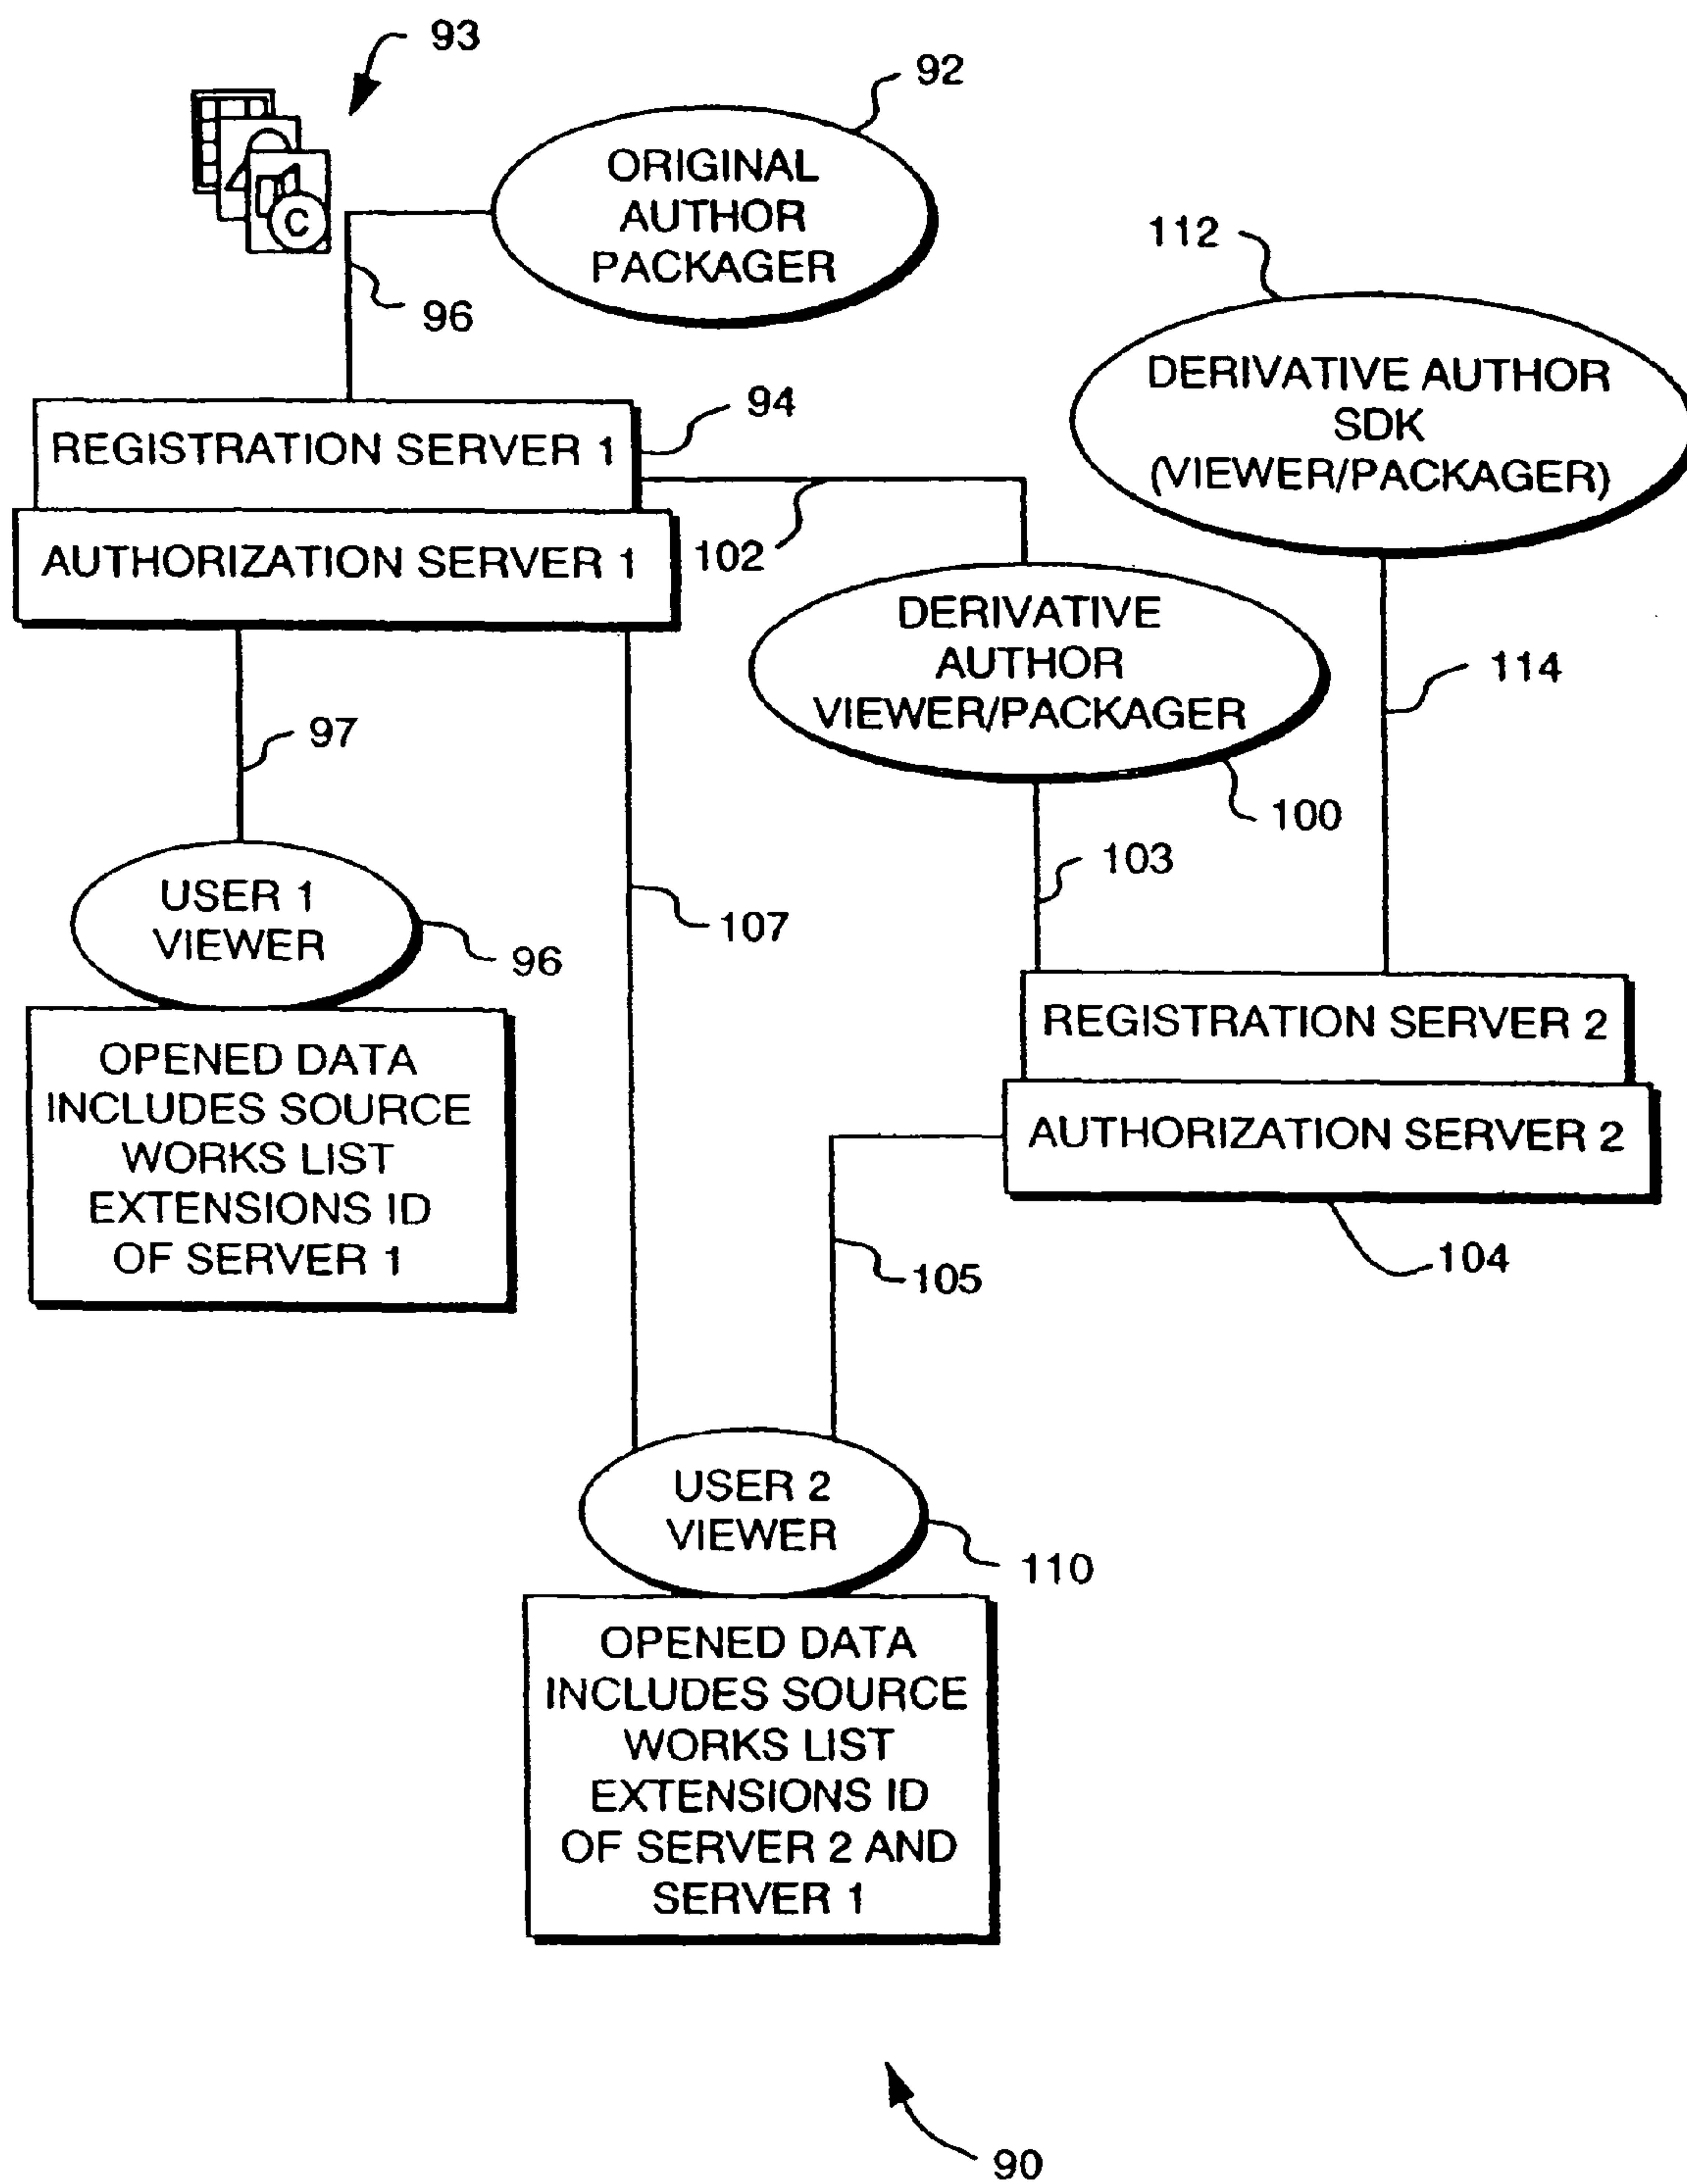 93
92
C
ORIGINAL
AUTHOR
PACKAGER
96
112
DERIVATIVE AUTHOR
SDK
(VIEWER/PACKAGER)
94
REGISTRATION SERVER 1
AUTHORIZATION SERVER 1
102
DERIVATIVE
AUTHOR
VIEWER/PACKAGER
114
97
100
103
107
USER 1
VIEWER
96
OPENED DATA
INCLUDES SOURCE
WORKS LIST
EXTENSIONS ID
OF SERVER 1
REGISTRATION SERVER 2
AUTHORIZATION SERVER 2
104
105
USER 2
VIEWER
110
OPENED DATA
INCLUDES SOURCE
WORKS LIST
EXTENSIONS ID
OF SERVER 2 AND
SERVER 1
90